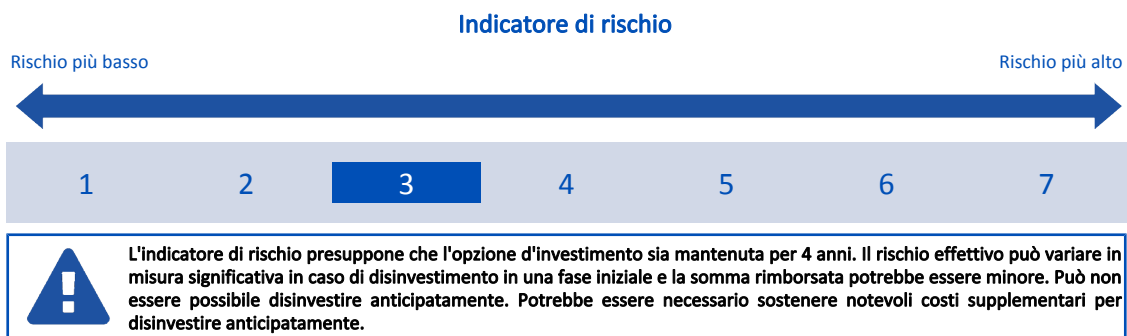 Indicatore di rischio
Rischio più basso Rischio più alto
1 2 3 4 5 6 7
L'indicatore di rischio presuppone che l'opzione d'investimento sia mantenuta per 4 anni. Il rischio effettivo può variare in
misura significativa in caso di disinvestimento in una fase iniziale e la somma rimborsata potrebbe essere minore. Può non
essere possibile disinvestire anticipatamente. Potrebbe essere necessario sostenere notevoli costi supplementari per
disinvestire anticipatamente.